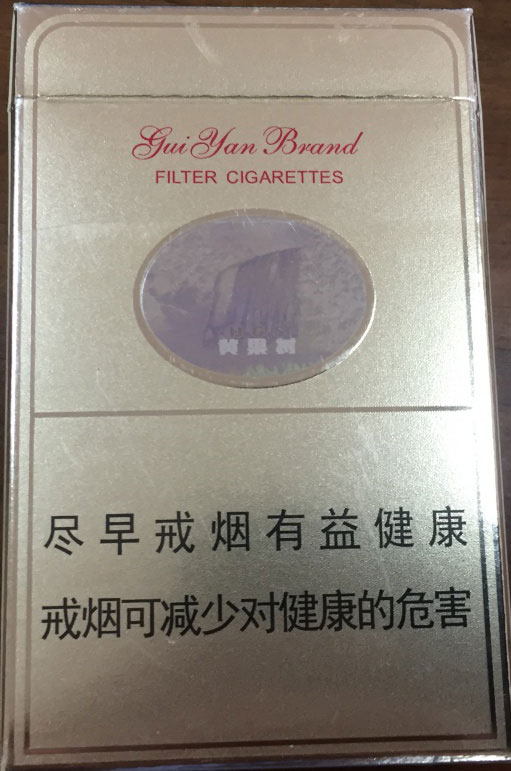 Gui Yan Brand
FILTER CIGARETTES
黄果树
尽早戒烟有益健康
戒烟可减少对健康的危害